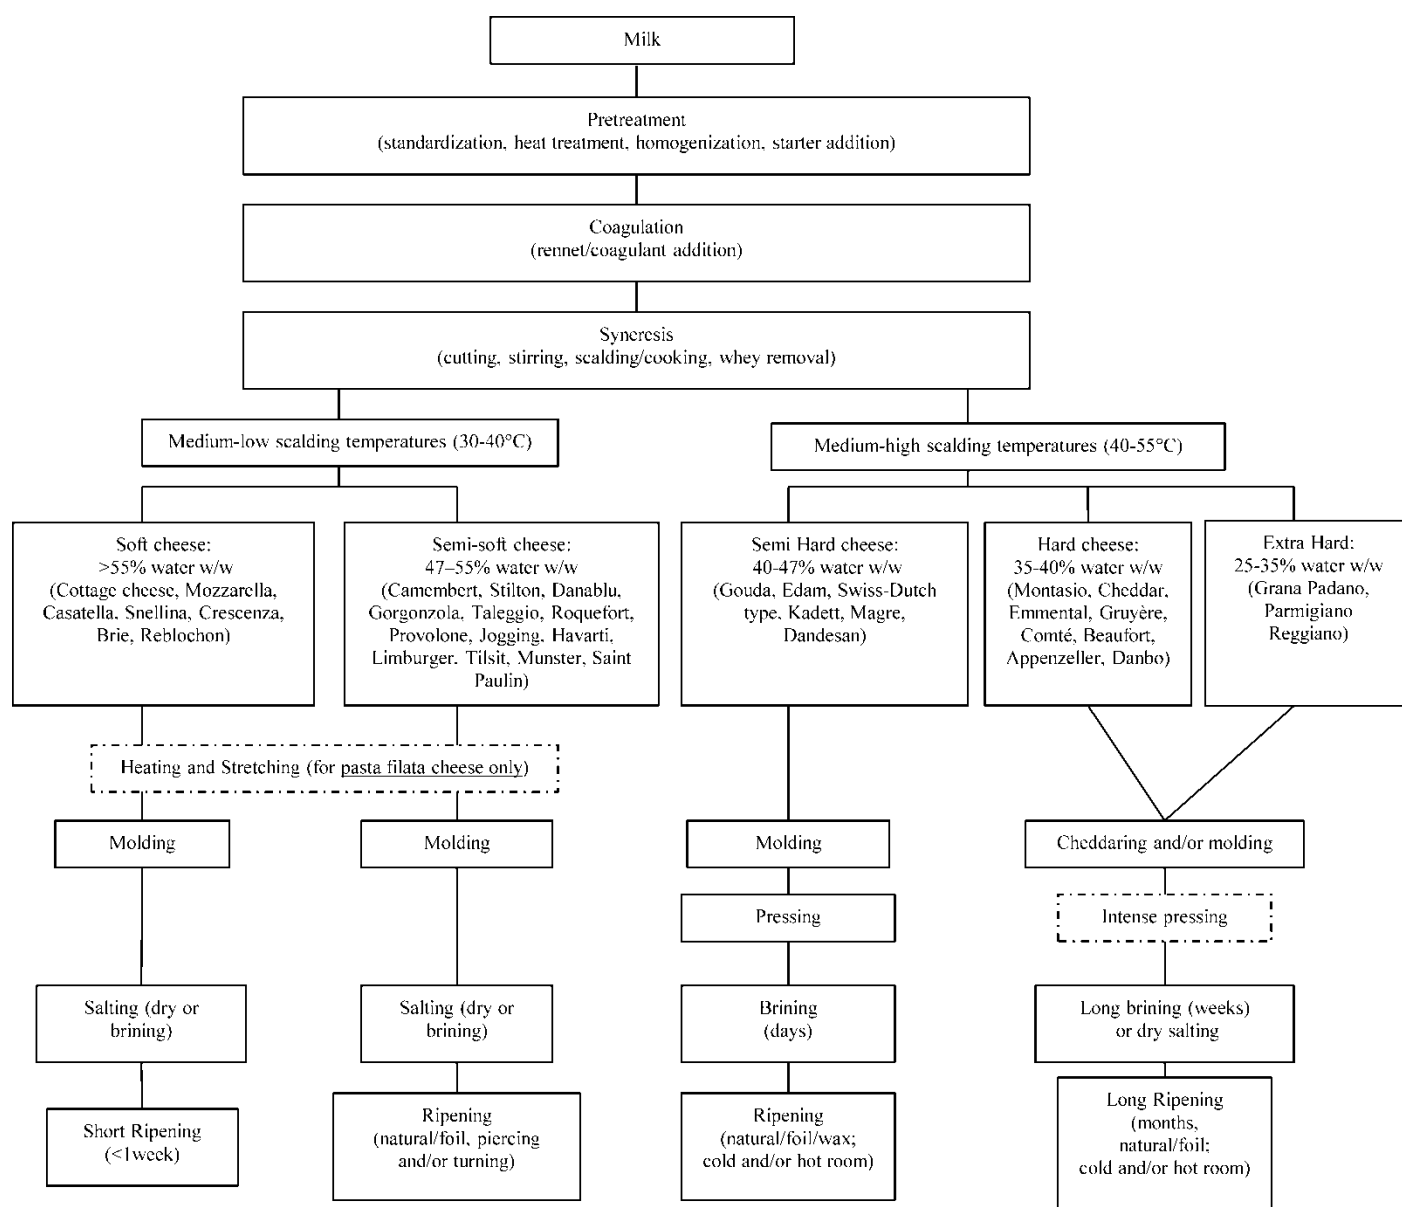 Milk
Pretreatment
(standardization, heat treatment, homogenization, starter addition)
Coagulation
(rennet/coagulant addition)
Syneresis
(cutting, stirring, scalding/cooking, whey removal)
Medium-low scalding temperatures (30-40°C)
Medium-high scalding temperatures (40-55°C)
Soft cheese:
>55% water w/w
(Cottage cheese, Mozzarella,
Casatella, Snellina, Crescenza,
Brie, Reblochon)
Semi-soft cheese:
47–55% water w/w
(Camembert, Stilton, Danablu,
Gorgonzola, Taleggio, Roquefort,
Provolone, Jogging, Havarti,
Limburger, Tilsit, Munster, Saint
Paulin)
Semi Hard cheese:
40-47% water w/w
(Gouda, Edam, Swiss-Dutch
type, Kadett, Magre,
Dandesan)
Hard cheese:
35-40% water w/w
(Montasio, Cheddar,
Emmental, Gruyère,
Comté, Beaufort,
Appenzeller, Danbo)
Extra Hard:
25-35% water w/w
(Grana Padano,
Parmigiano
Reggiano)
Heating and Stretching (for pasta filata cheese only)
Molding
Molding
Molding
Cheddaring and/or molding
Pressing
Intense pressing
Salting (dry or
brining)
Salting (dry or
brining)
Brining
(days)
Long brining (weeks)
or dry salting
Short Ripening
(<1week)
Ripening
(natural/foil, piercing
and/or turning)
Ripening
(natural/foil/wax;
cold and/or hot room)
Long Ripening
(months,
natural/foil;
cold and/or hot room)